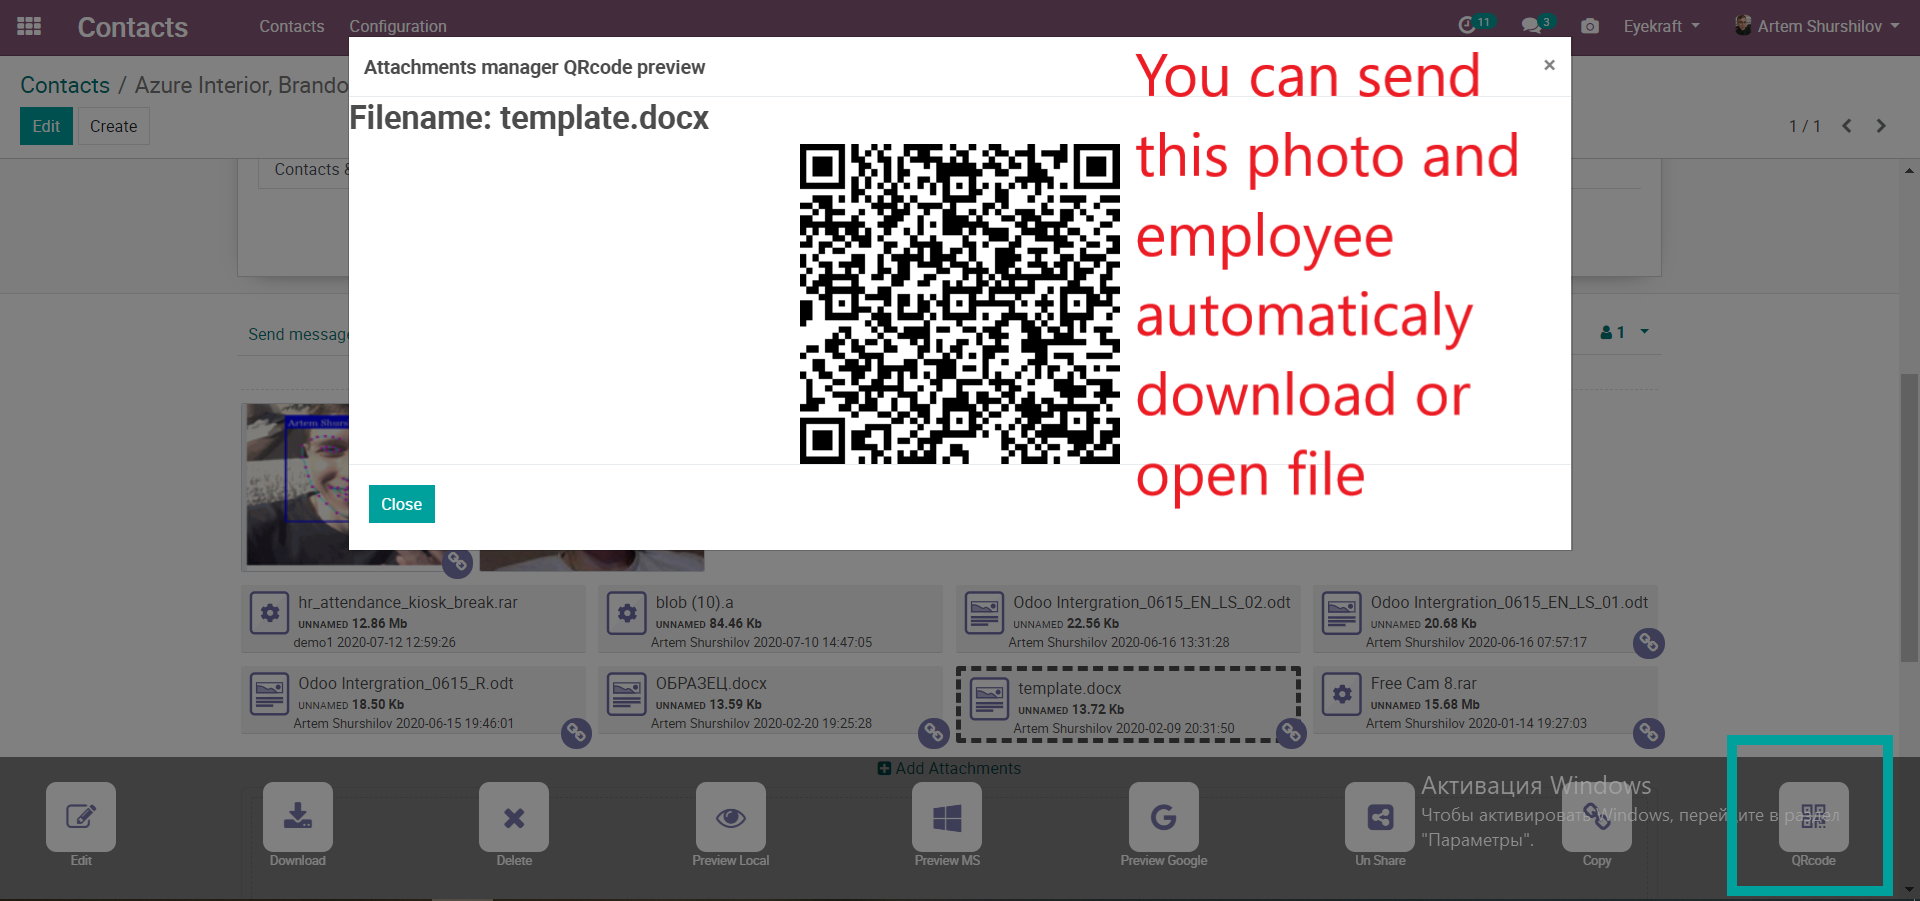 Contacts
Contacts
Configuration
11
3
Eyekraft
Artem Shurshilov
Contacts / Azure Interior, Brando
Edit
Create
1 / 1
Attachments manager QRcode preview
×
Filename: template.docx
You can send
this photo and
employee
automaticaly
download or
open file
Close
Contacts &
Send message
1
Artem Shurs
hr_attendance_kiosk_break.rar
UNNAMED 12.86 Mb
demo1 2020-07-12 12:59:26
blob (10).a
UNNAMED 84.46 Kb
Artem Shurshilov 2020-07-10 14:47:05
Odoo Intergration_0615_EN_LS_02.odt
UNNAMED 22.56 Kb
Artem Shurshilov 2020-06-16 13:31:28
Odoo Intergration_0615_EN_LS_01.odt
UNNAMED 20.68 Kb
Artem Shurshilov 2020-06-16 07:57:17
Odoo Intergration_0615_R.odt
UNNAMED 18.50 Kb
Artem Shurshilov 2020-06-15 19:46:01
ОБРАЗЕЦ.docx
UNNAMED 13.59 Kb
Artem Shurshilov 2020-02-20 19:25:28
template.docx
UNNAMED 13.72 Kb
Artem Shurshilov 2020-02-09 20:31:50
Free Cam 8.rar
UNNAMED 15.68 Mb
Artem Shurshilov 2020-01-14 19:27:03
Add Attachments
Активация Windows
Чтобы активировать Windows, перейдите в раздел
"Параметры".
Edit
Download
Delete
Preview Local
Preview MS
Preview Google
Un Share
Copy
QRcode